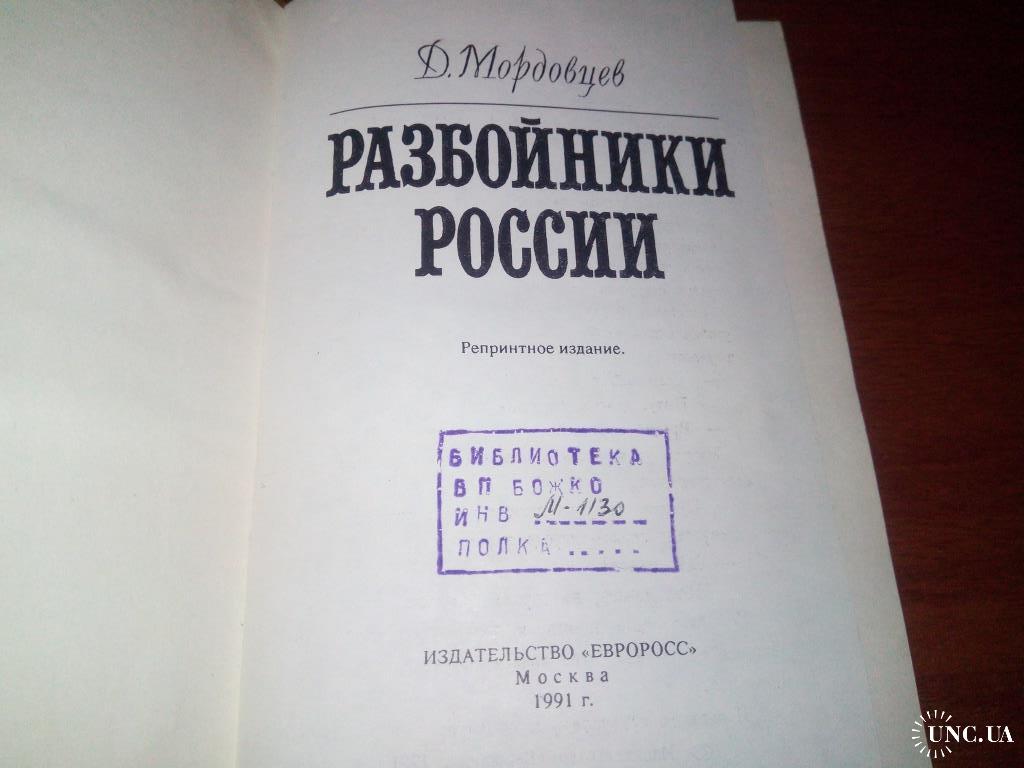 Д. Мордовцев
РАЗБОЙНИКИ
РОССИИ
Репринтное издание.
БИБЛИОТЕКА
ВП БОЖКО
ИНВ М-1130
ПОЛКА .....
ИЗДАТЕЛЬСТВО «ЕВРОРОСС»
Москва
1991 г.
UNC.UA